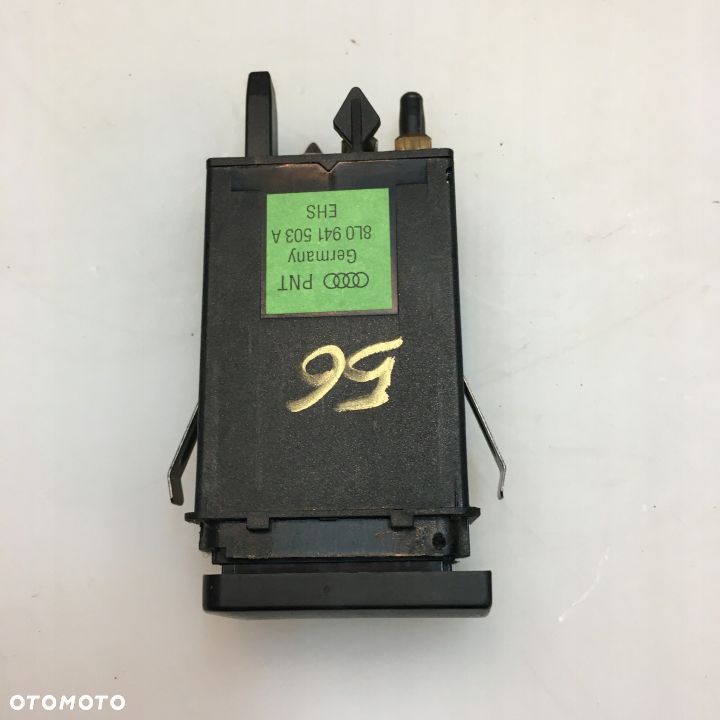 PNT
Germany
8L0 941 503 A
EHS
56
OTOMOTO